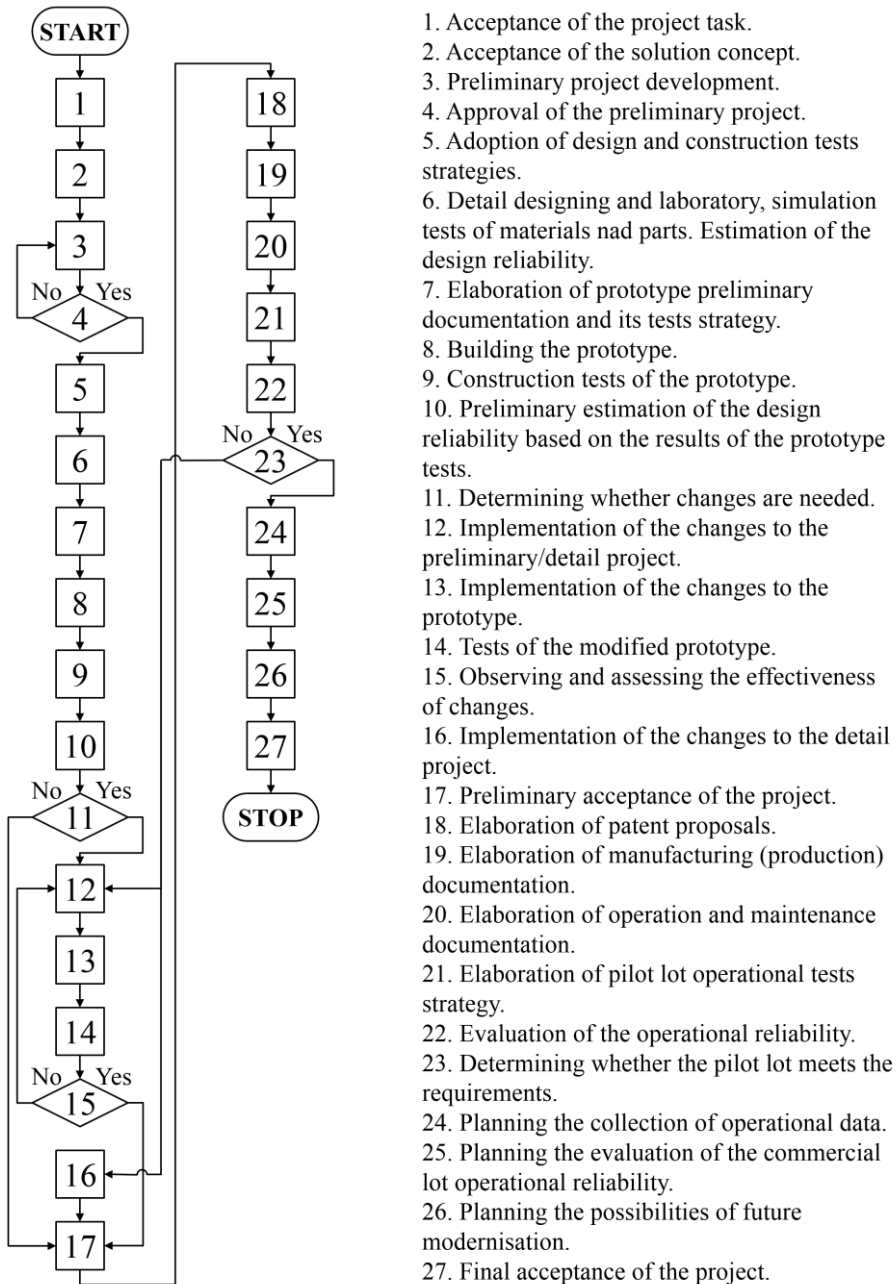 START
1
2
3
No Yes
4
5
6
7
8
9
10
No Yes
11
12
13
14
No Yes
15
16
17
18
19
20
21
22
No Yes
23
24
25
26
27
STOP
1. Acceptance of the project task.
2. Acceptance of the solution concept.
3. Preliminary project development.
4. Approval of the preliminary project.
5. Adoption of design and construction tests
strategies.
6. Detail designing and laboratory, simulation
tests of materials nad parts. Estimation of the
design reliability.
7. Elaboration of prototype preliminary
documentation and its tests strategy.
8. Building the prototype.
9. Construction tests of the prototype.
10. Preliminary estimation of the design
reliability based on the results of the prototype
tests.
11. Determining whether changes are needed.
12. Implementation of the changes to the
preliminary/detail project.
13. Implementation of the changes to the
prototype.
14. Tests of the modified prototype.
15. Observing and assessing the effectiveness
of changes.
16. Implementation of the changes to the detail
project.
17. Preliminary acceptance of the project.
18. Elaboration of patent proposals.
19. Elaboration of manufacturing (production)
documentation.
20. Elaboration of operation and maintenance
documentation.
21. Elaboration of pilot lot operational tests
strategy.
22. Evaluation of the operational reliability.
23. Determining whether the pilot lot meets the
requirements.
24. Planning the collection of operational data.
25. Planning the evaluation of the commercial
lot operational reliability.
26. Planning the possibilities of future
modernisation.
27. Final acceptance of the project.